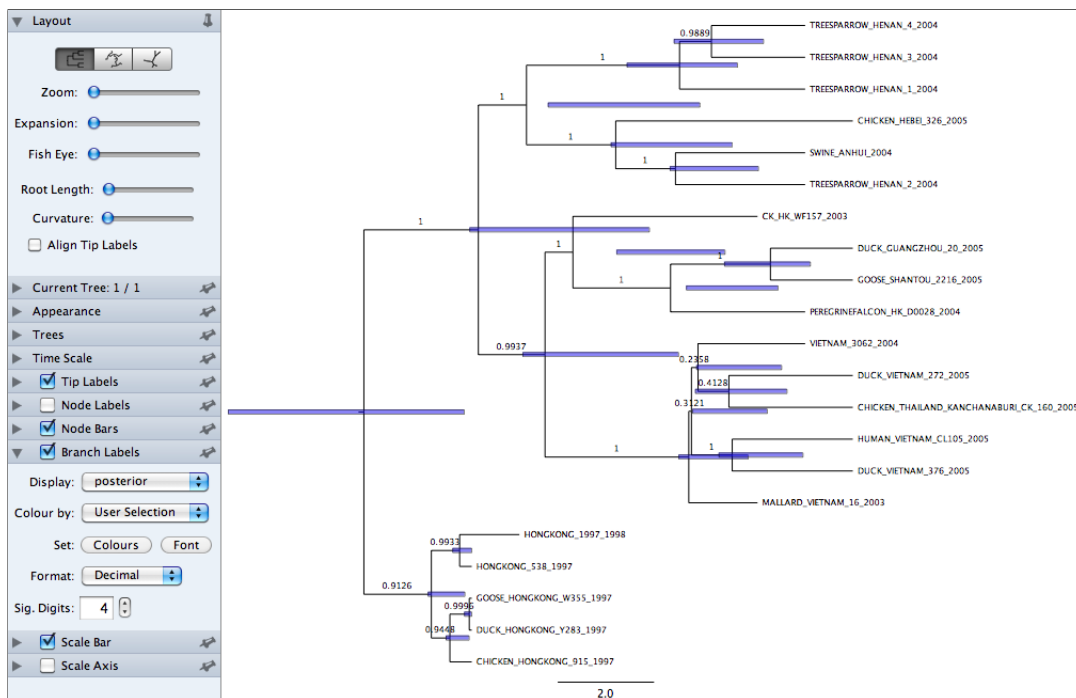 Layout
Zoom:
Expansion:
Fish Eye:
Root Length:
Curvature:
Align Tip Labels
Current Tree: 1 / 1
Appearance
Trees
Time Scale
Tip Labels
Node Labels
Node Bars
Branch Labels
Display: posterior
Colour by: User Selection
Set: Colours Font
Format: Decimal
Sig. Digits: 4
Scale Bar
Scale Axis
TREESPARROW_HENAN_4_2004
0.9889
TREESPARROW_HENAN_3_2004
1
TREESPARROW_HENAN_1_2004
1
CHICKEN_HEBEI_326_2005
1
SWINE_ANHUI_2004
1
TREESPARROW_HENAN_2_2004
CK_HK_WF157_2003
1
1
DUCK_GUANGZHOU_20_2005
1
GOOSE_SHANTOU_2216_2005
1
PEREGRINEFALCON_HK_D0028_2004
0.9937
VIETNAM_3062_2004
0.2358
DUCK_VIETNAM_272_2005
0.4128
CHICKEN_THAILAND_KANCHANABURI_CK_160_2005
0.3121
HUMAN_VIETNAM_CL105_2005
1
1
DUCK_VIETNAM_376_2005
MALLARD_VIETNAM_16_2003
HONGKONG_1997_1998
0.9933
HONGKONG_538_1997
0.9126
GOOSE_HONGKONG_W355_1997
0.9996
DUCK_HONGKONG_Y283_1997
0.9448
CHICKEN_HONGKONG_915_1997
2.0